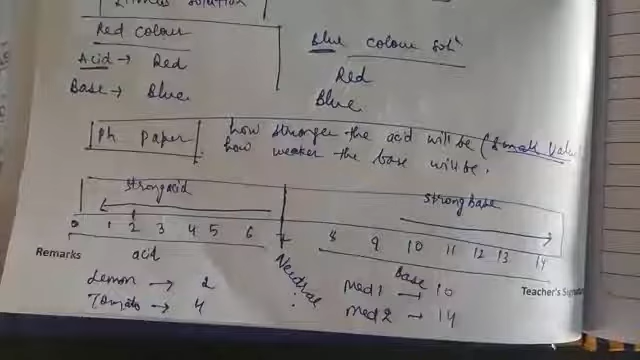 Litmus solution
Red colour
Blue colour solⁿ
Acid → Red
Red
Base → Blue
Blue
Ph paper
how stronger the acid will be (small value
how weaker the base will be.
strong acid
strong base
0 1 2 3 4 5 6 7 8 9 10 11 12 13 14
Remarks
acid
Neutral
Base
Lemon → 2
Med 1 → 10
Teacher's Sign
Tomato → 4
Med 2 → 14